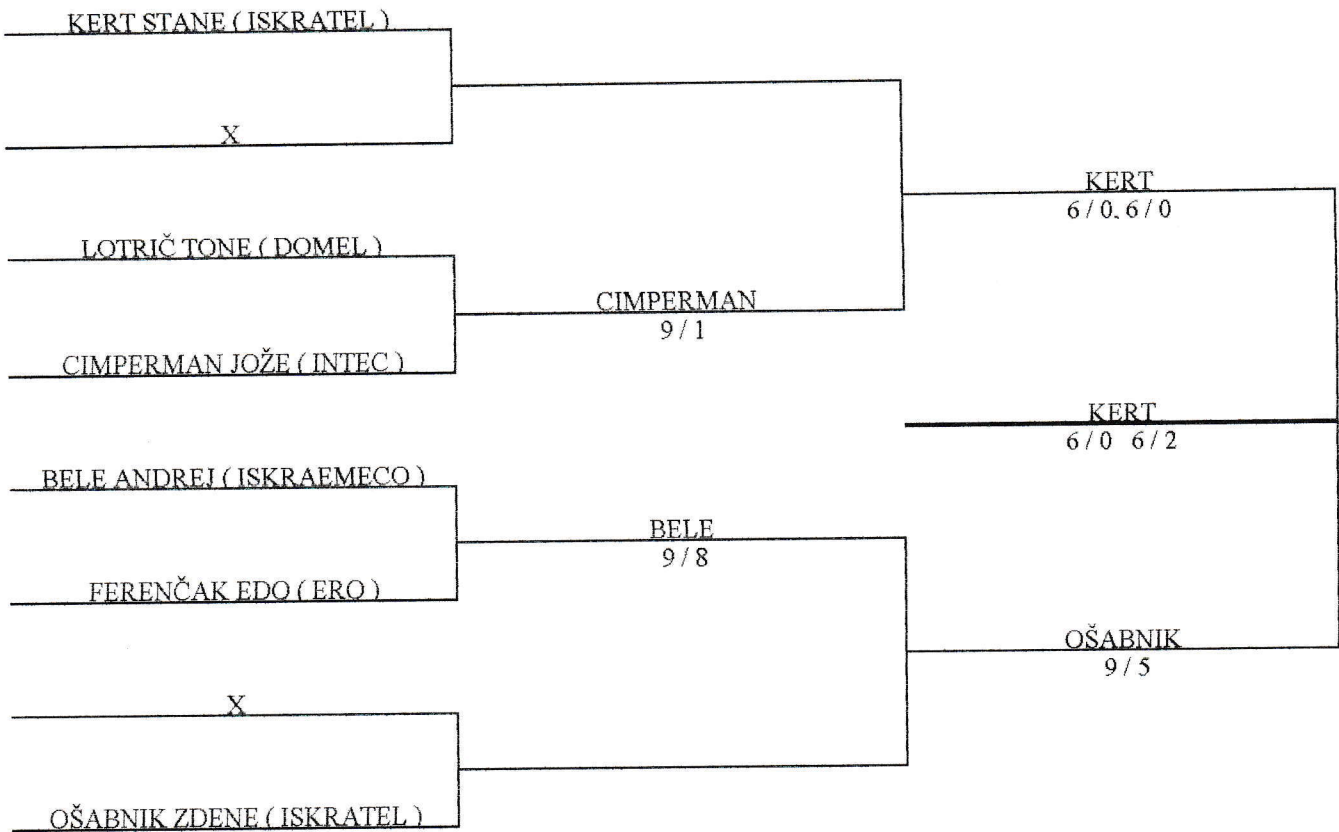 KERT STANE ( ISKRATEL )
X
KERT
6 / 0, 6 / 0
LOTRIČ TONE ( DOMEL )
CIMPERMAN
9 / 1
CIMPERMAN JOŽE ( INTEC )
KERT
6 / 0 6 / 2
BELE ANDREJ ( ISKRAEMECO )
BELE
9 / 8
FERENČAK EDO ( ERO )
OŠABNIK
9 / 5
X
OŠABNIK ZDENE ( ISKRATEL )